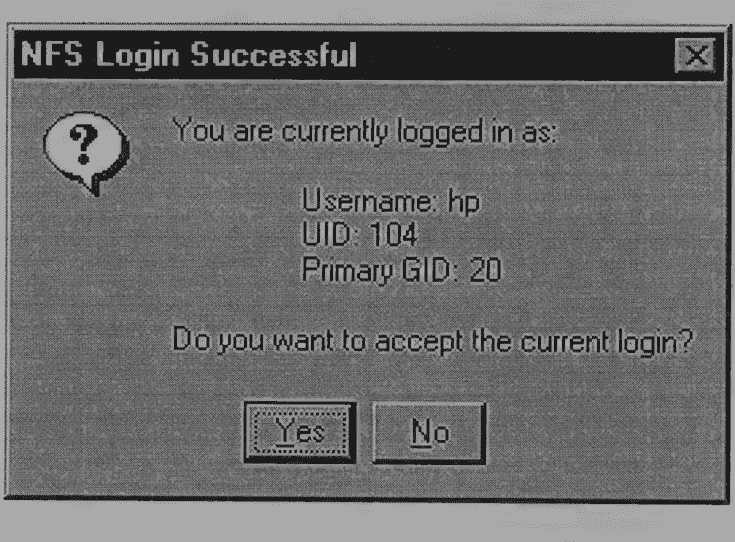 NFS Login Successful
You are currently logged in as:
Username: hp
UID: 104
Primary GID: 20
Do you want to accept the current login?
Yes
No